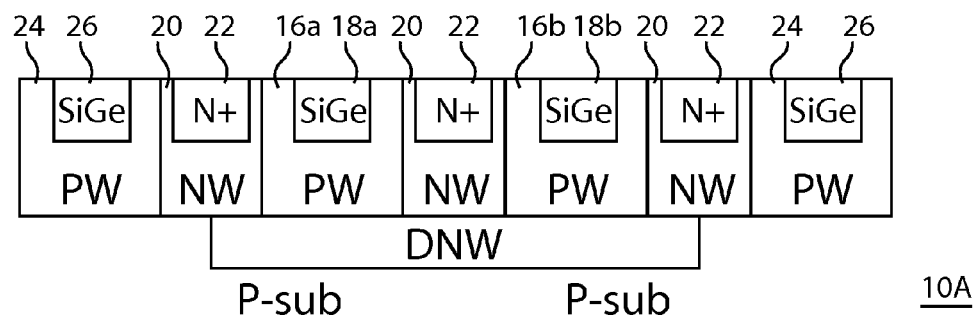 24 26 20 22 16a 18a 20 22 16b 18b 20 22 24 26
SiGe N+ SiGe N+ SiGe N+ SiGe
PW NW PW NW PW NW PW
DNW
P-sub P-sub
10A